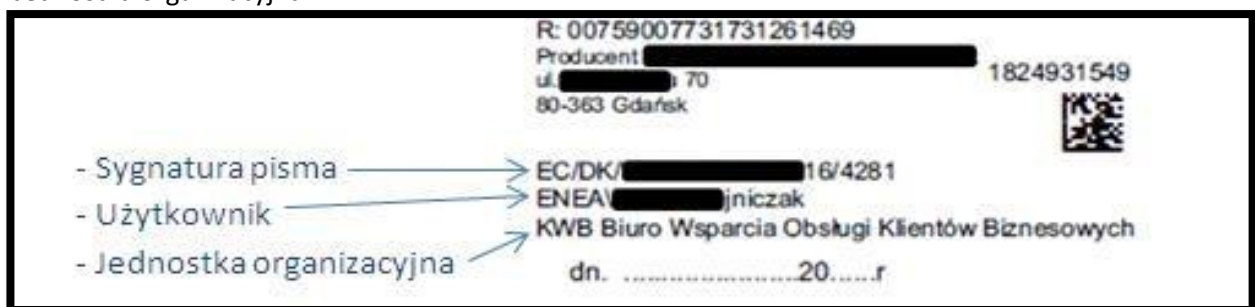 R: 00759007731731261469
Producent
ul. 70
80-363 Gdańsk
1824931549
- Sygnatura pisma
EC/DK/ 16/4281
- Użytkownik
ENEA\ jniczak
- Jednostka organizacyjna
KWB Biuro Wsparcia Obsługi Klientów Biznesowych
dn. ........................20......r